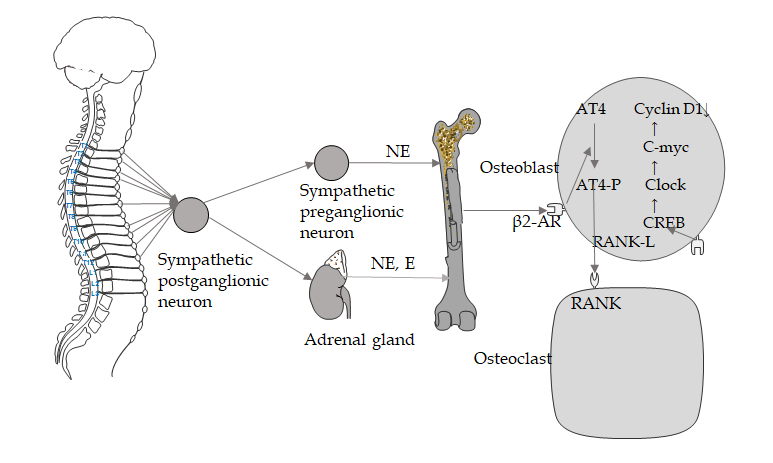 Sympathetic
postganglionic
neuron
NE
Sympathetic
preganglionic
neuron
NE, E
Adrenal gland
Osteoblast
β2-AR
AT4
AT4-P
RANK-L
Cyclin D1↓
↑
C-myc
↑
Clock
↑
CREB
RANK
Osteoclast